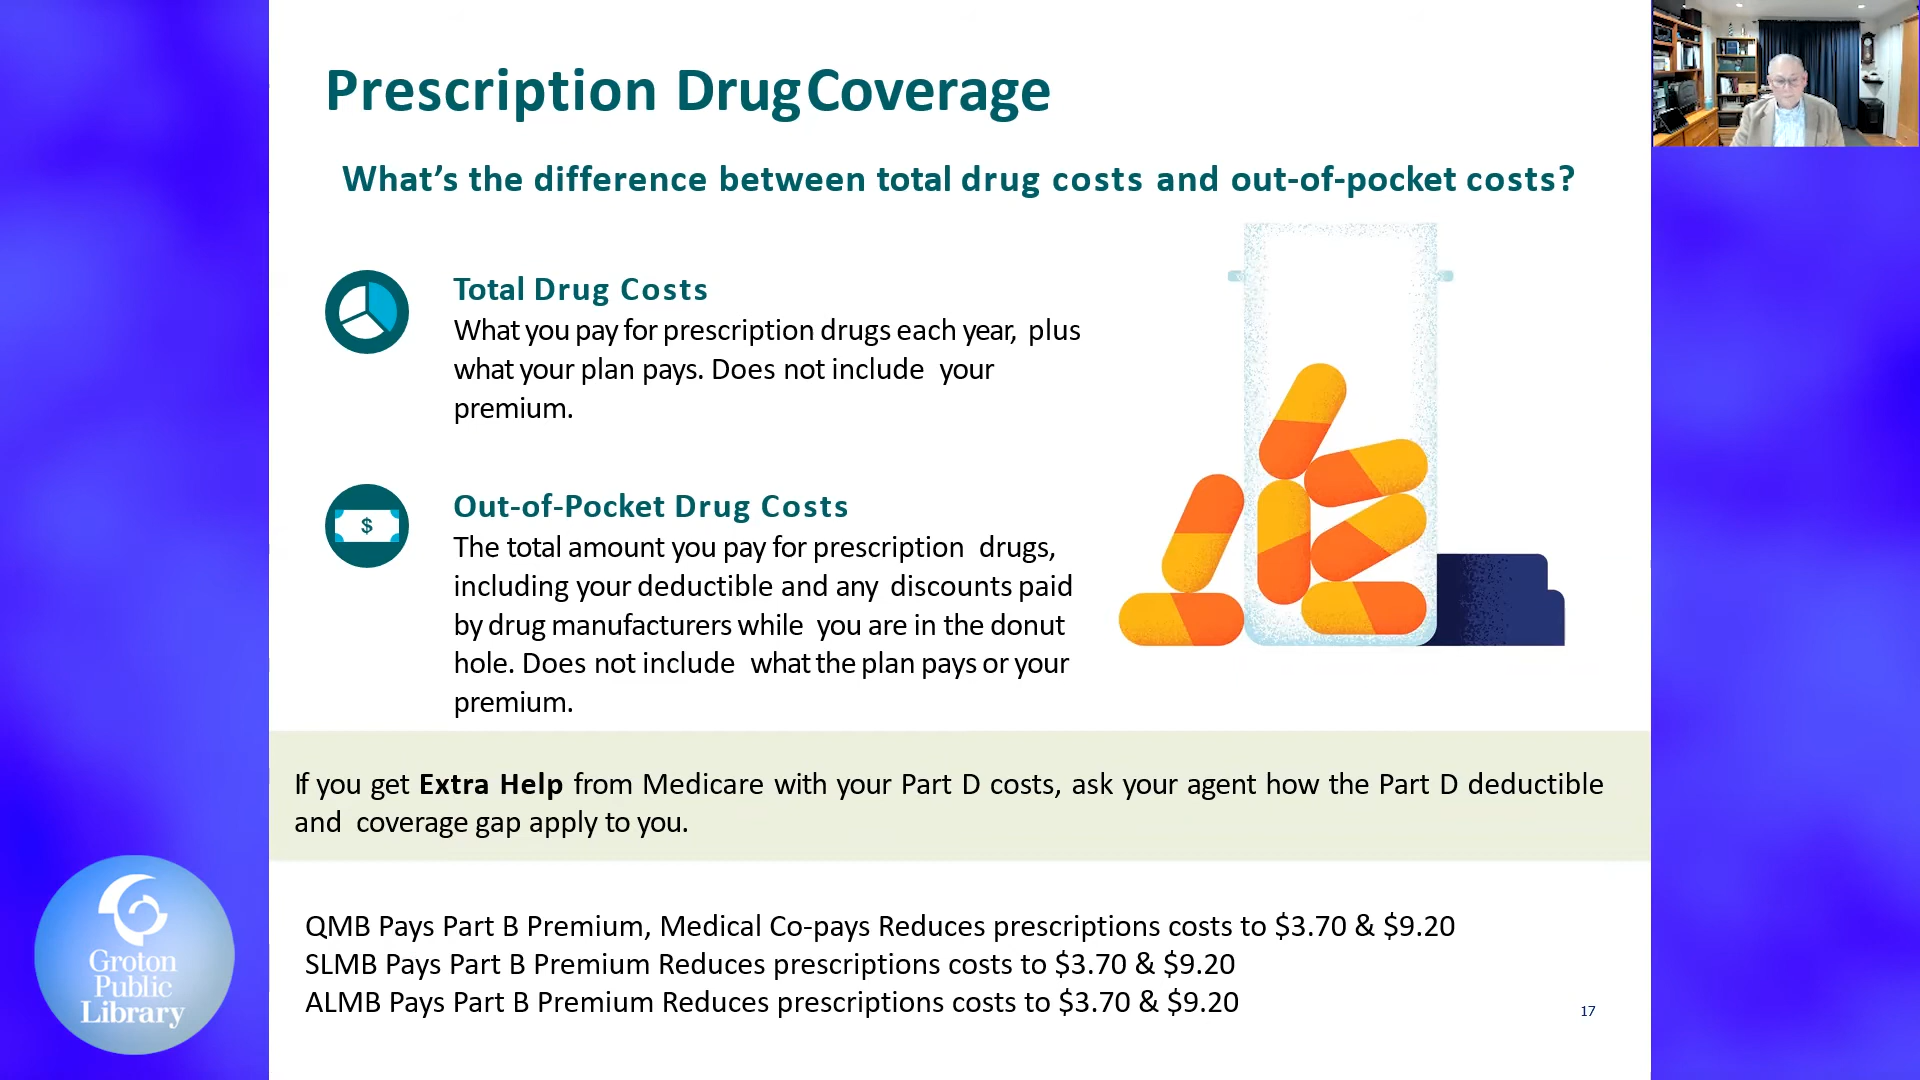 Prescription Drug Coverage
What's the difference between total drug costs and out-of-pocket costs?
Total Drug Costs
What you pay for prescription drugs each year, plus
what your plan pays. Does not include your
premium.
$
Out-of-Pocket Drug Costs
The total amount you pay for prescription drugs,
including your deductible and any discounts paid
by drug manufacturers while you are in the donut
hole. Does not include what the plan pays or your
premium.
If you get Extra Help from Medicare with your Part D costs, ask your agent how the Part D deductible
and coverage gap apply to you.
QMB Pays Part B Premium, Medical Co-pays Reduces prescriptions costs to $3.70 & $9.20
SLMB Pays Part B Premium Reduces prescriptions costs to $3.70 & $9.20
ALMB Pays Part B Premium Reduces prescriptions costs to $3.70 & $9.20
17
Groton
Public
Library